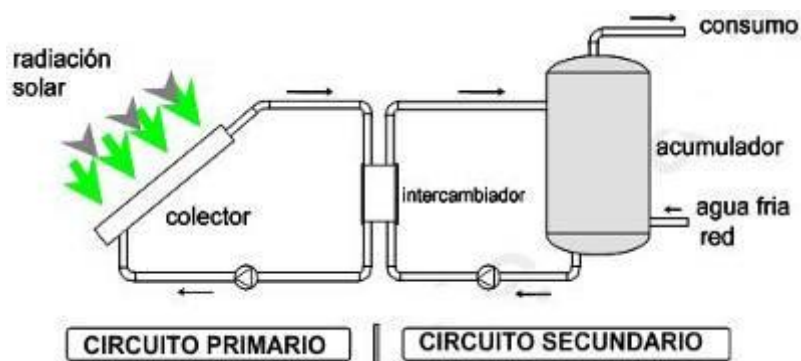 consumo
radiación
solar
acumulador
intercambiador
colector
agua fria
red
CIRCUITO PRIMARIO
CIRCUITO SECUNDARIO